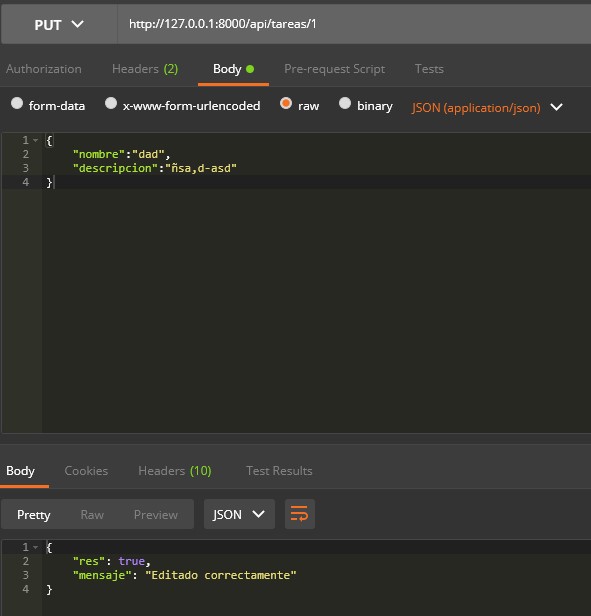 PUT http://127.0.0.1:8000/api/tareas/1
Authorization Headers (2) Body Pre-request Script Tests
form-data x-www-form-urlencoded raw binary JSON (application/json)
1 {
2 "nombre":"dad",
3 "descripcion":"ñsa,d-asd"
4 }
Body Cookies Headers (10) Test Results
Pretty Raw Preview JSON
1 {
2 "res": true,
3 "mensaje": "Editado correctamente"
4 }